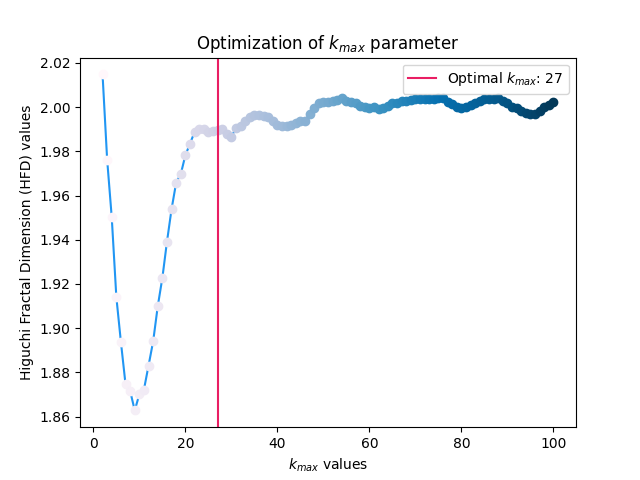 Optimization of k_max parameter
Optimal k_max: 27
Higuchi Fractal Dimension (HFD) values
2.02
2.00
1.98
1.96
1.94
1.92
1.90
1.88
1.86
0 20 40 60 80 100
k_max values